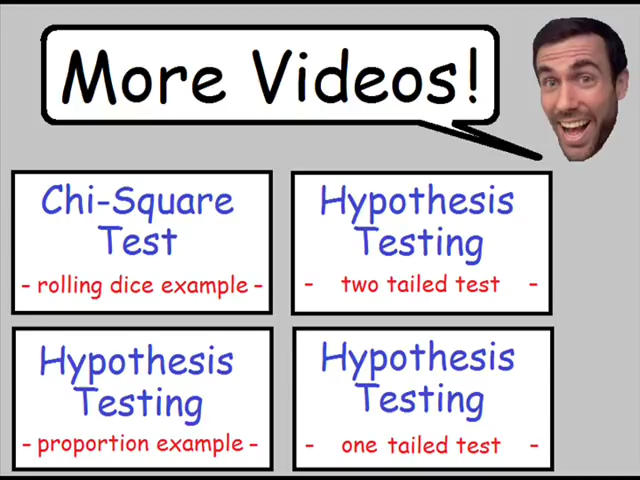 More Videos!
Chi-Square
Test
- rolling dice example -
Hypothesis
Testing
- two tailed test -
Hypothesis
Testing
- proportion example -
Hypothesis
Testing
- one tailed test -